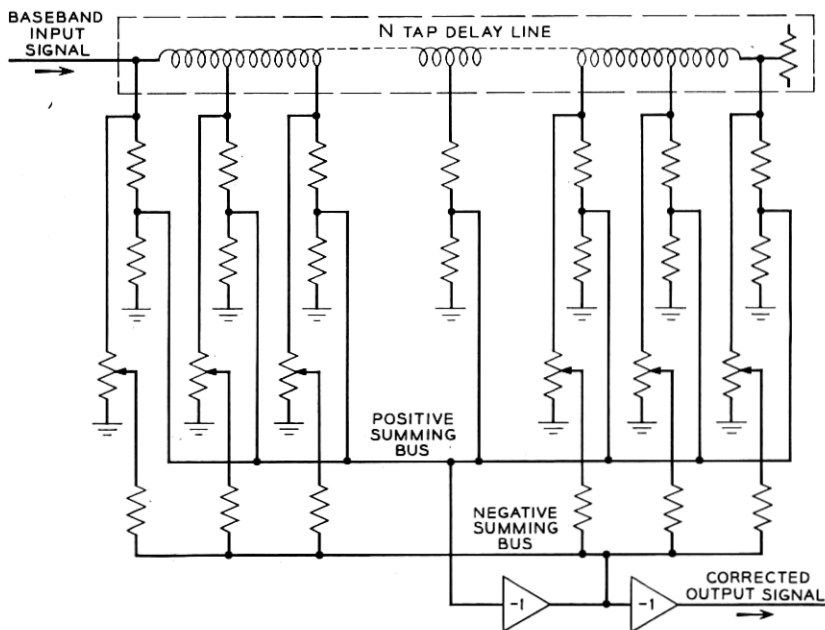 BASEBAND
INPUT
SIGNAL
N TAP DELAY LINE
POSITIVE
SUMMING
BUS
NEGATIVE
SUMMING
BUS
-1
-1
CORRECTED
OUTPUT SIGNAL